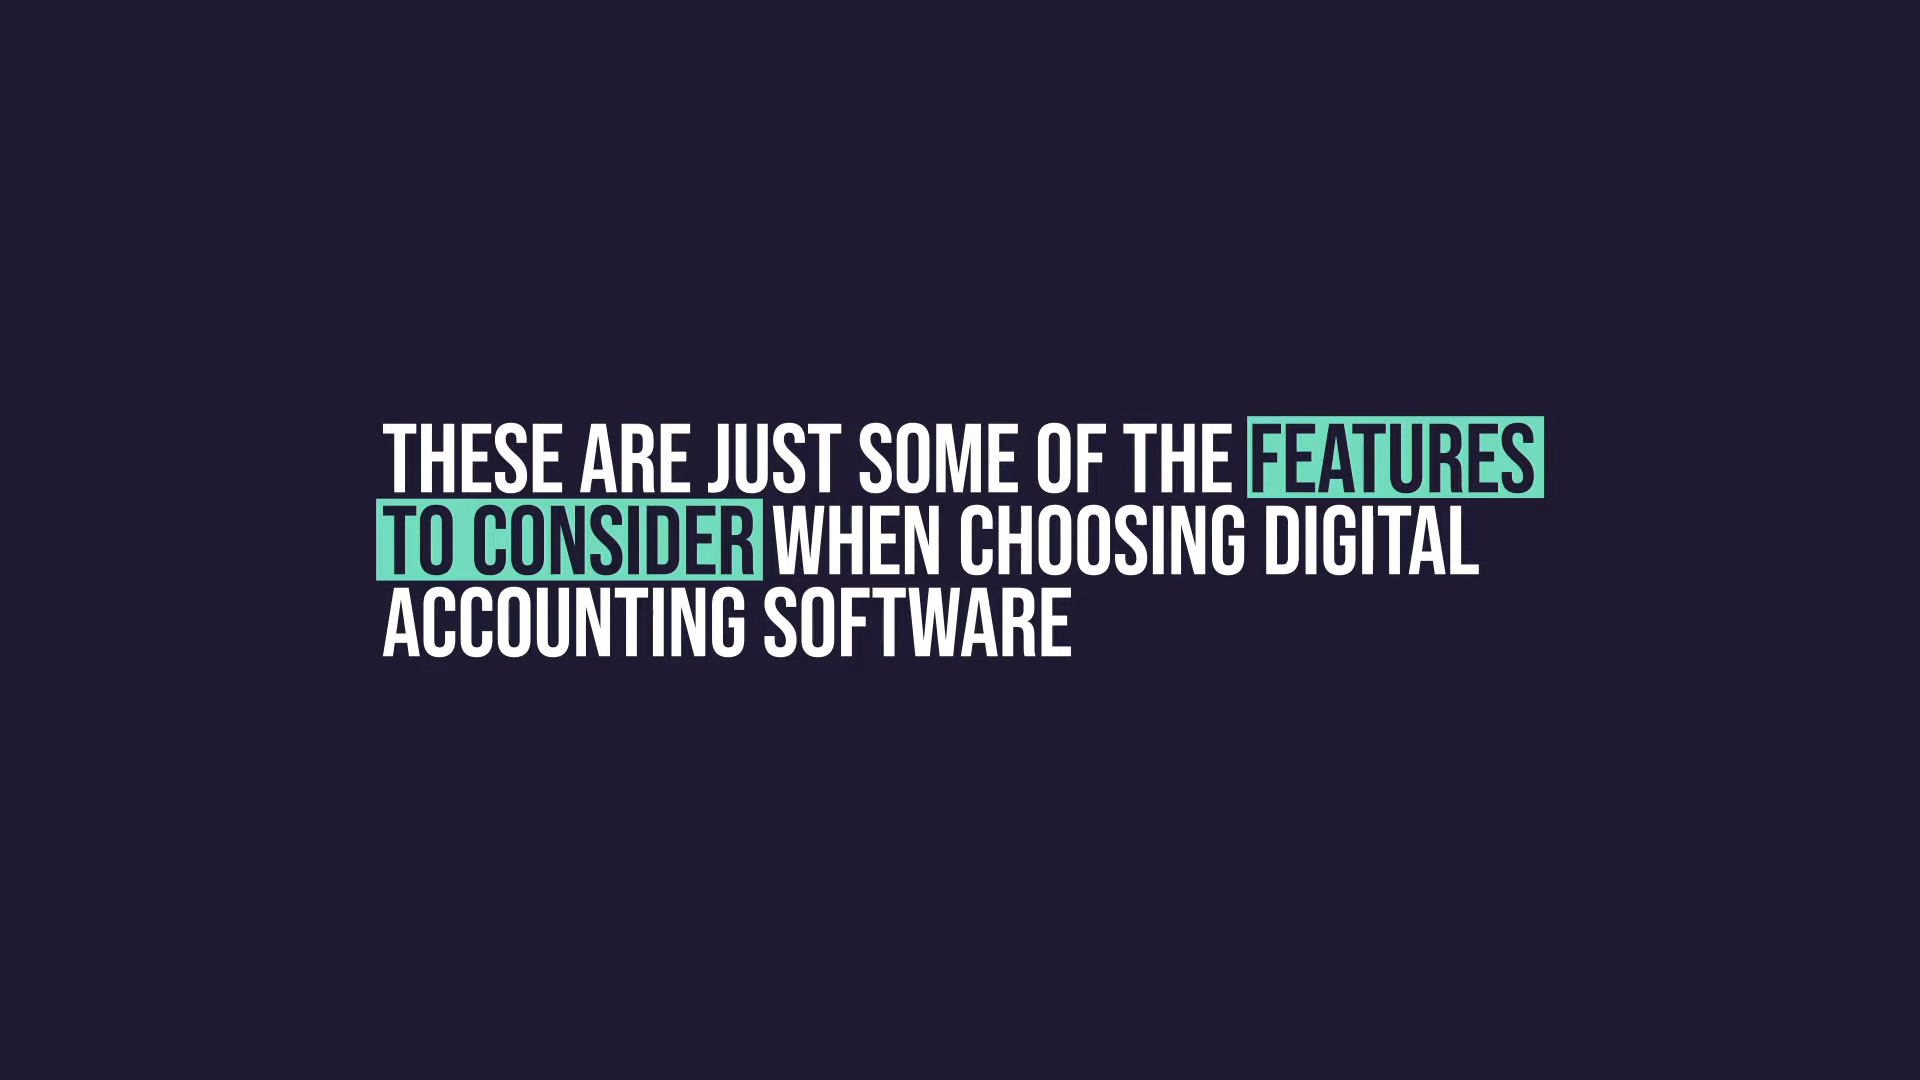 THESE ARE JUST SOME OF THE FEATURES
TO CONSIDER WHEN CHOOSING DIGITAL
ACCOUNTING SOFTWARE